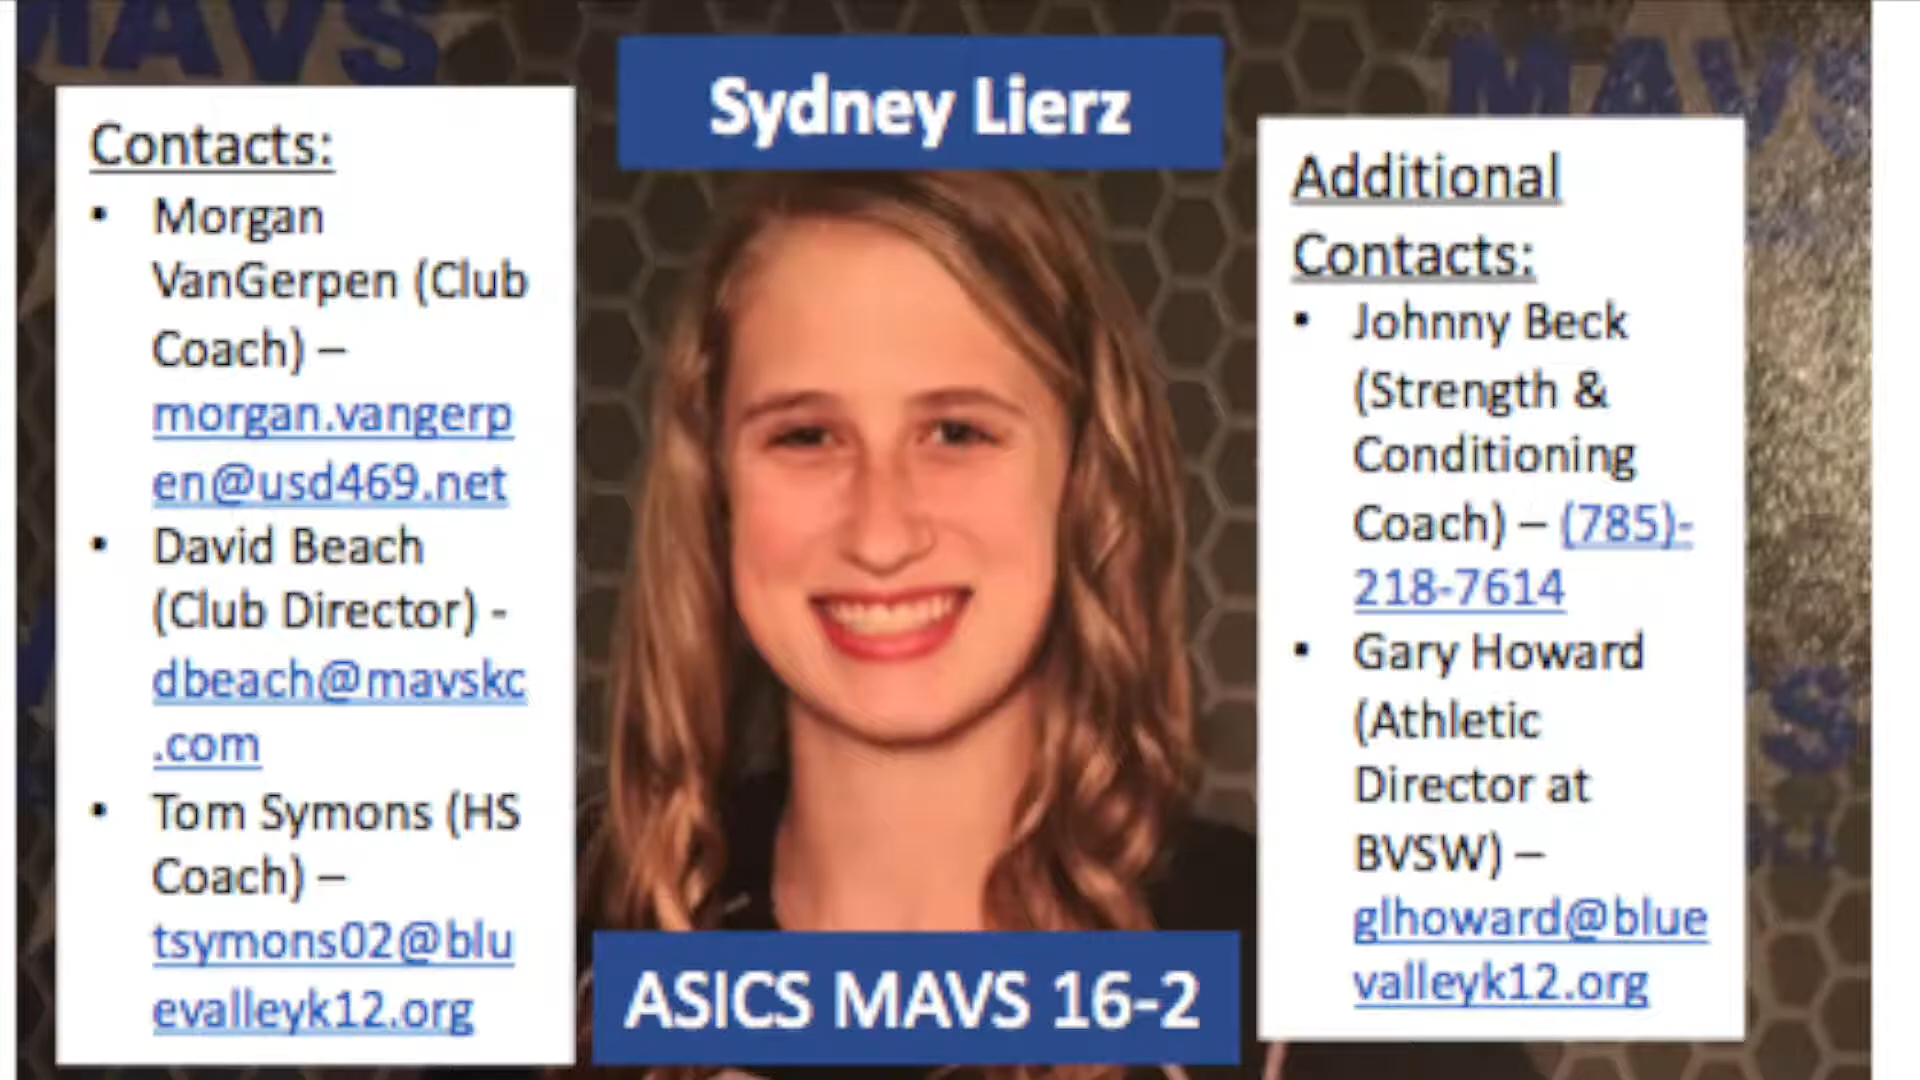 MAVS
MAVS
Sydney Lierz
Contacts:
• Morgan
VanGerpen (Club
Coach) –
morgan.vangerp
en@usd469.net
• David Beach
(Club Director) -
dbeach@mavskc
.com
• Tom Symons (HS
Coach) –
tsymons02@blu
evalleyk12.org
Additional
Contacts:
• Johnny Beck
(Strength &
Conditioning
Coach) – (785)-
218-7614
• Gary Howard
(Athletic
Director at
BVSW) –
glhoward@blue
valleyk12.org
ASICS MAVS 16-2